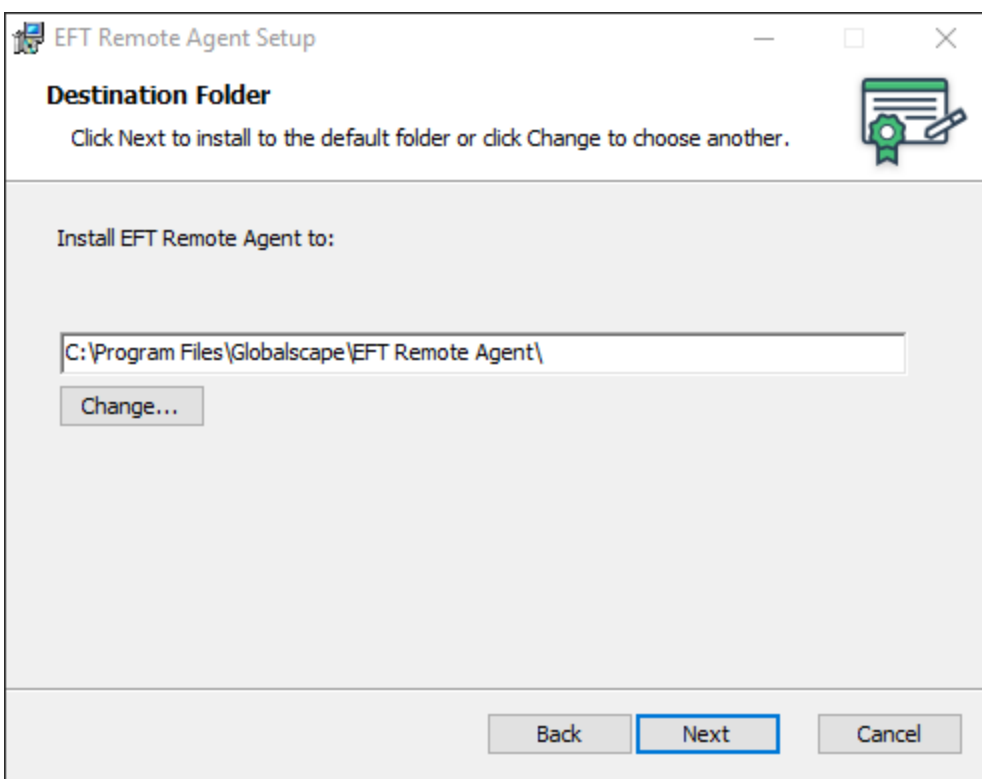 EFT Remote Agent Setup
Destination Folder
Click Next to install to the default folder or click Change to choose another.
Install EFT Remote Agent to:
C:\Program Files\Globalscape\EFT Remote Agent\
Change...
Back Next Cancel